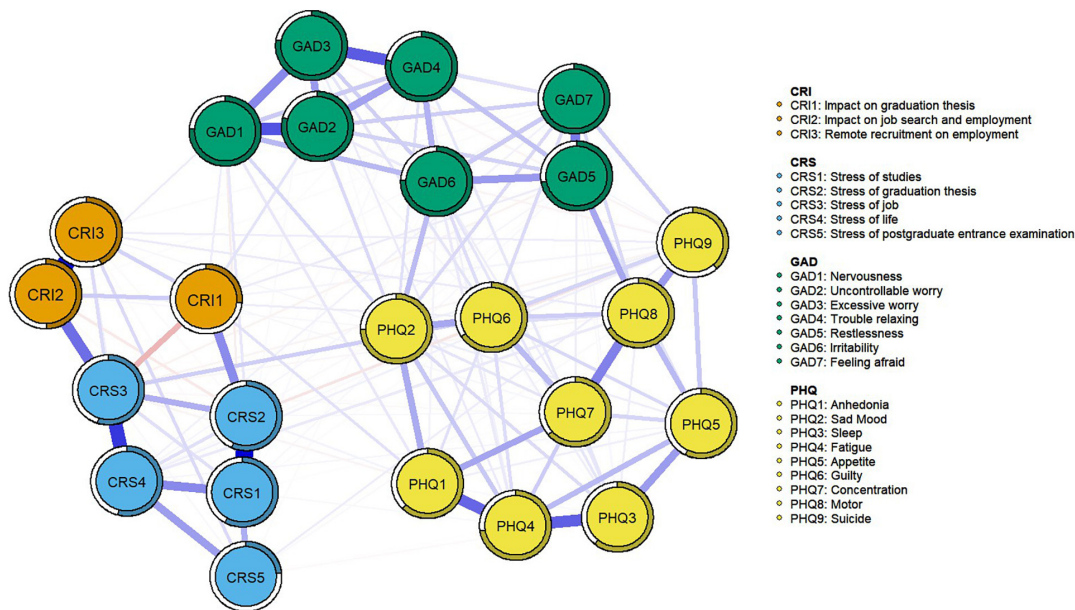 GAD3
GAD4
GAD7
GAD1
GAD2
GAD6
GAD5
CRI3
PHQ9
CRI2
CRI1
PHQ2
PHQ6
PHQ8
CRS3
CRS2
PHQ7
PHQ5
CRS4
CRS1
PHQ1
PHQ4
PHQ3
CRS5
CRI
CRI1: Impact on graduation thesis
CRI2: Impact on job search and employment
CRI3: Remote recruitment on employment
CRS
CRS1: Stress of studies
CRS2: Stress of graduation thesis
CRS3: Stress of job
CRS4: Stress of life
CRS5: Stress of postgraduate entrance examination
GAD
GAD1: Nervousness
GAD2: Uncontrollable worry
GAD3: Excessive worry
GAD4: Trouble relaxing
GAD5: Restlessness
GAD6: Irritability
GAD7: Feeling afraid
PHQ
PHQ1: Anhedonia
PHQ2: Sad Mood
PHQ3: Sleep
PHQ4: Fatigue
PHQ5: Appetite
PHQ6: Guilty
PHQ7: Concentration
PHQ8: Motor
PHQ9: Suicide